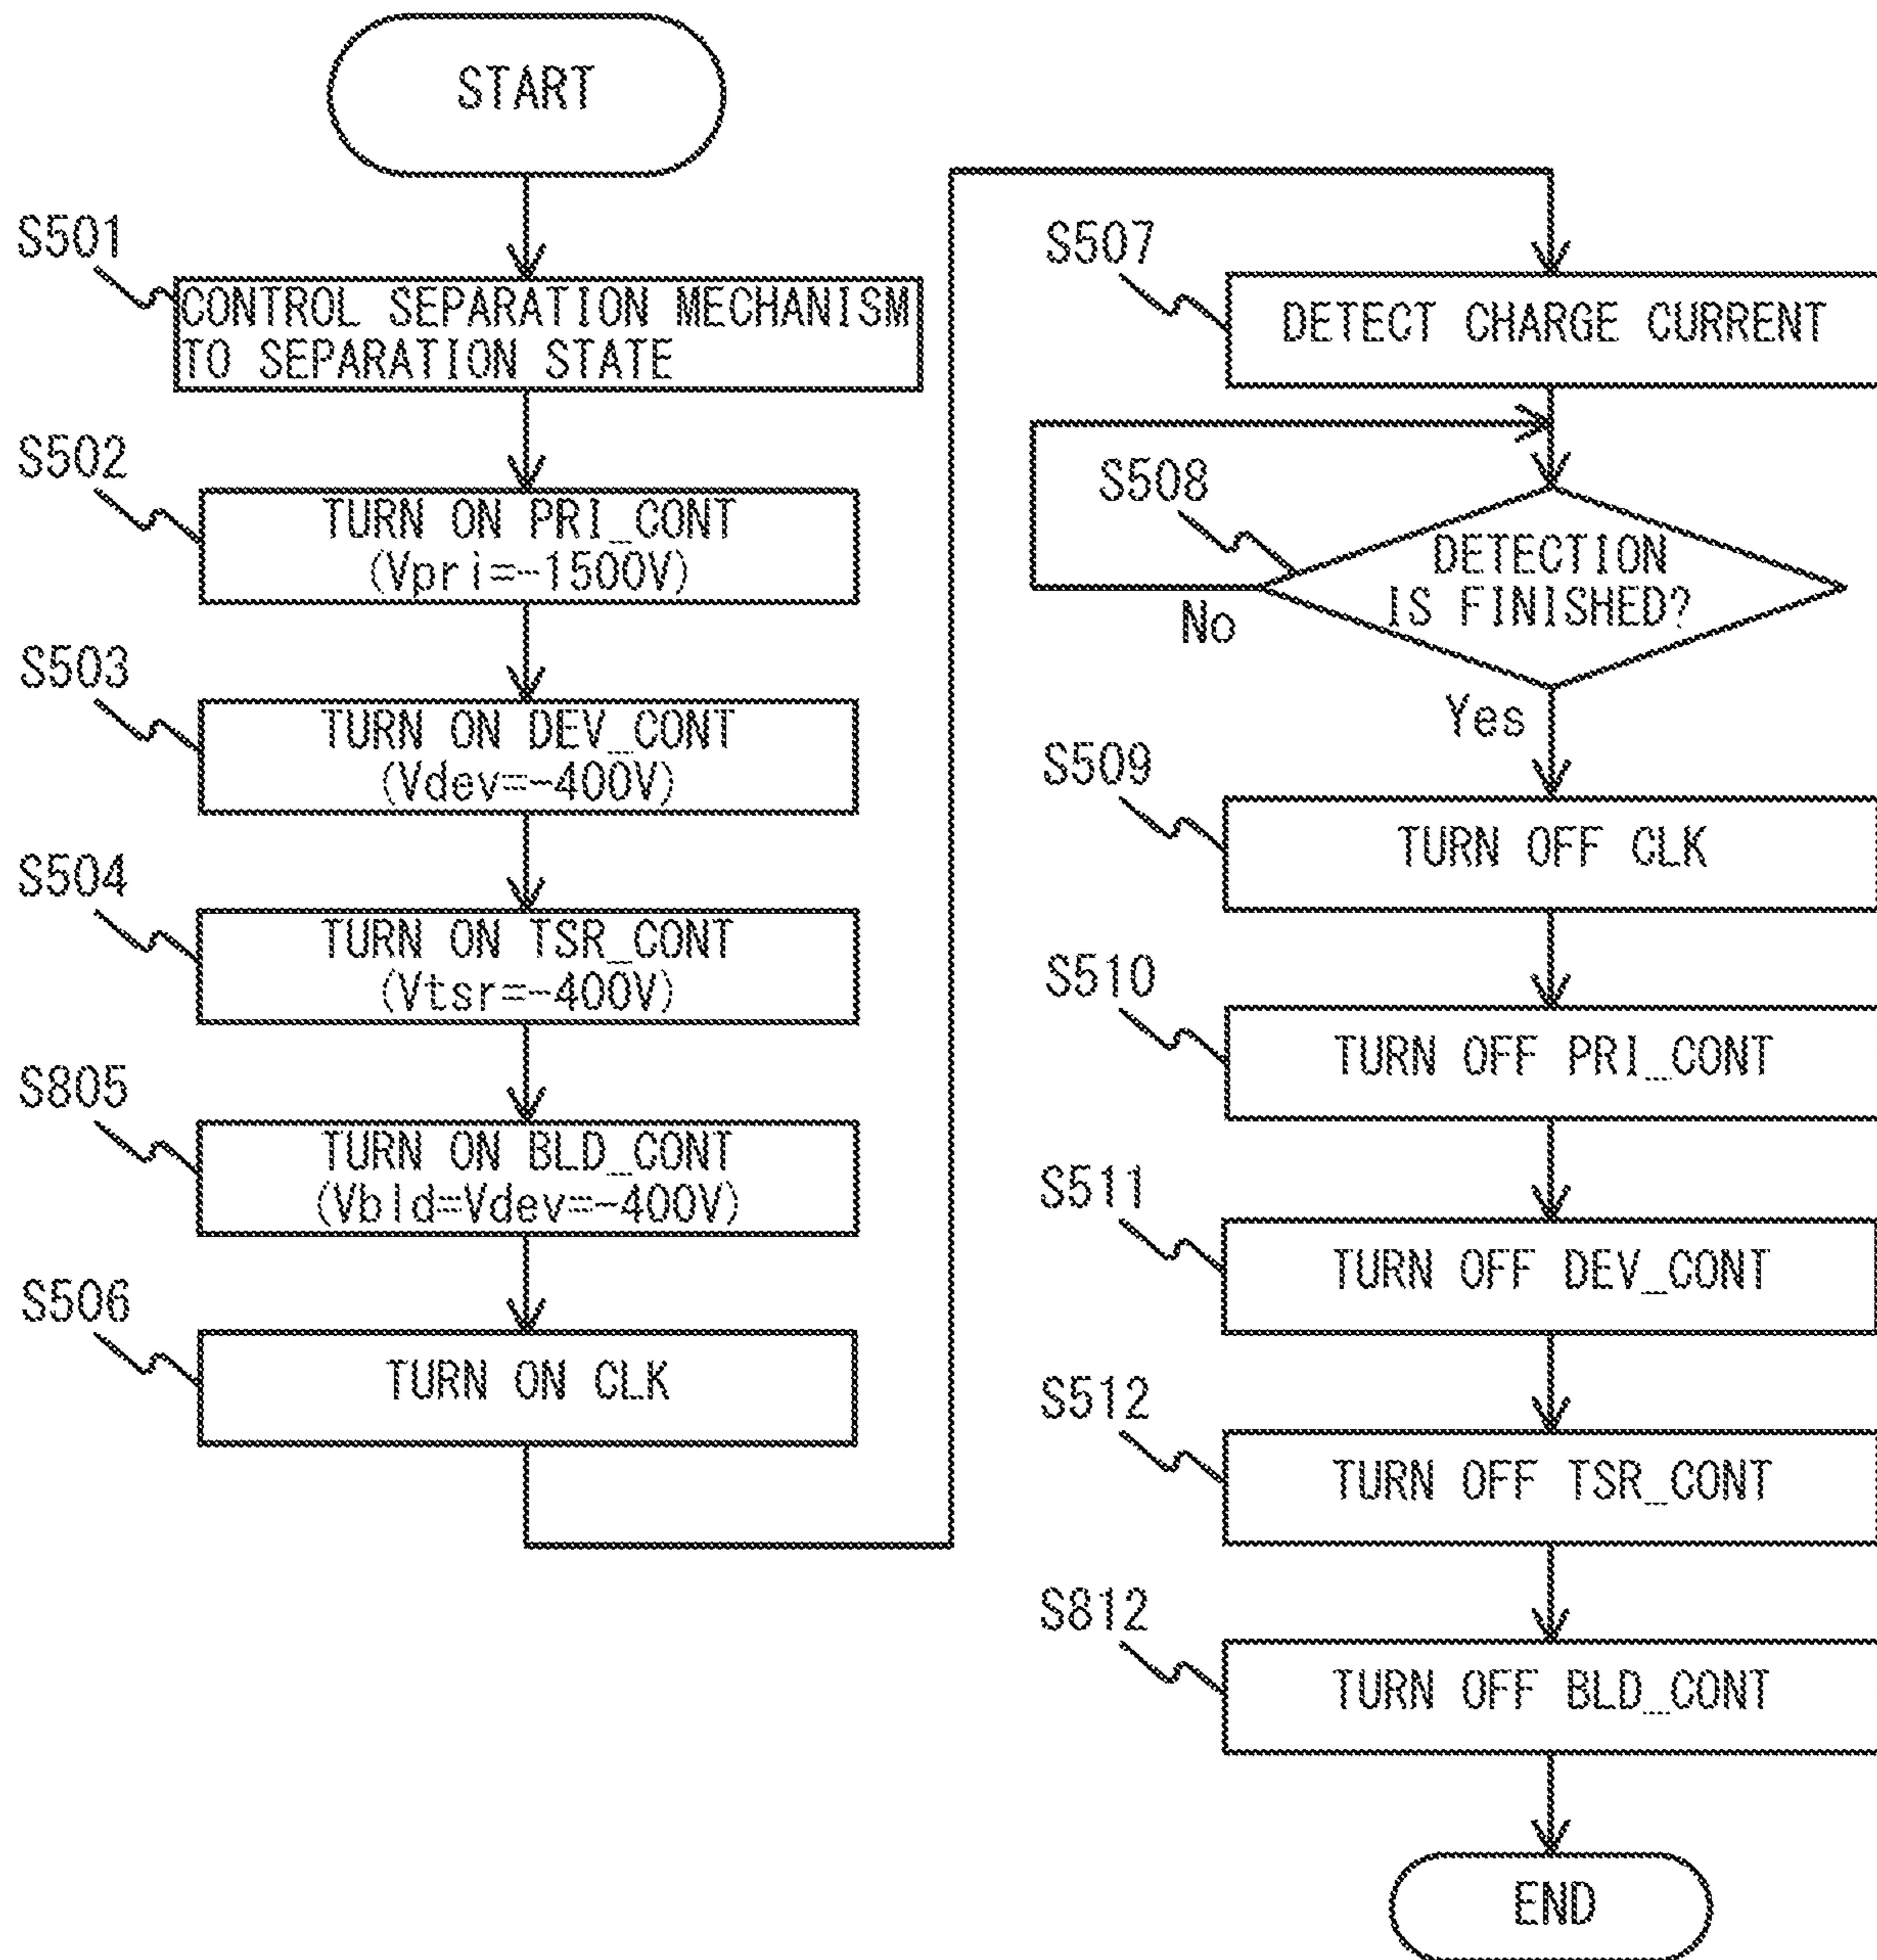 START
S501
CONTROL SEPARATION MECHANISM
TO SEPARATION STATE
S502
TURN ON PRI_CONT
(Vpri=-1500V)
S503
TURN ON DEV_CONT
(Vdev=-400V)
S504
TURN ON TSR_CONT
(Vtsr=-400V)
S805
TURN ON BLD_CONT
(Vbld=Vdev=-400V)
S506
TURN ON CLK
S507
DETECT CHARGE CURRENT
S508
DETECTION
IS FINISHED?
No
Yes
S509
TURN OFF CLK
S510
TURN OFF PRI_CONT
S511
TURN OFF DEV_CONT
S512
TURN OFF TSR_CONT
S812
TURN OFF BLD_CONT
END